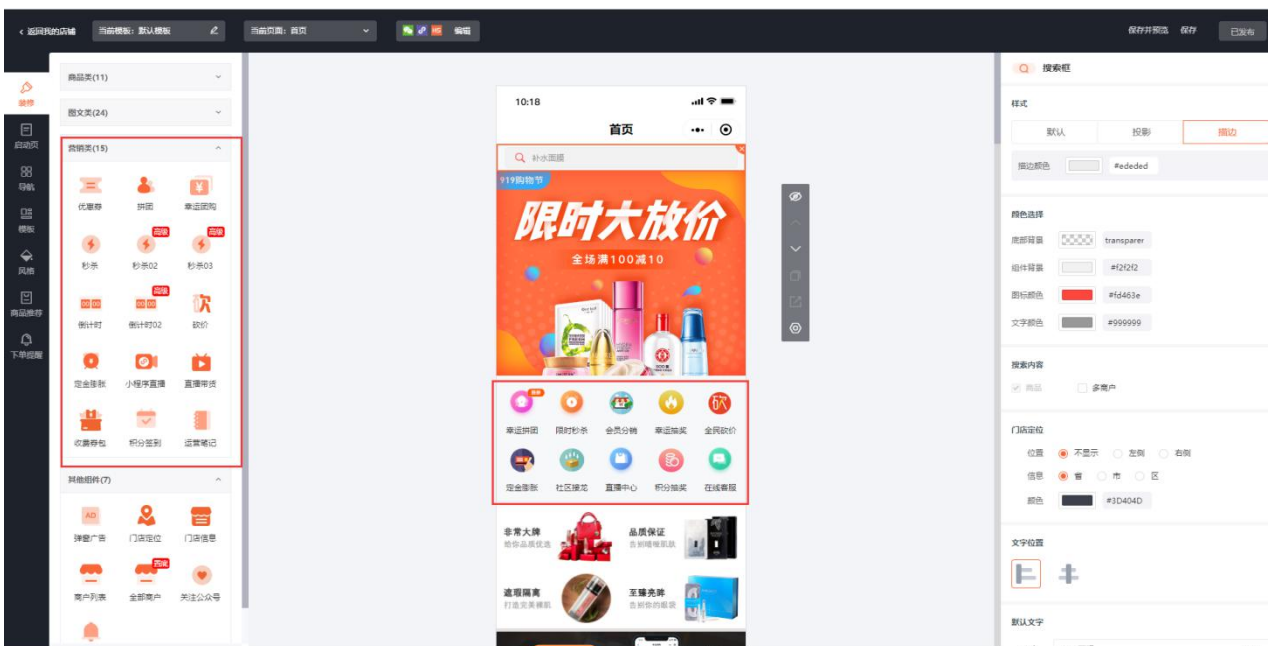 < 返回我的店铺 当前模板：默认模板 当前页面：首页 H5 编辑 保存并预览 保存 已发布
装修
启动页
导航
模板
风格
商品推荐
下单提醒
商品类(11)
图文类(24)
营销类(15)
优惠券 拼团 幸运团购
高级 高级
秒杀 秒杀02 秒杀03
高级
倒计时 倒计时02 砍价
定金膨胀 小程序直播 直播带货
收费券包 积分签到 运营笔记
其他组件(7)
AD
弹窗广告 门店定位 门店信息
商户列表 全部商户 关注公众号
10:18
首页
补水面膜
919购物节
限时大放价
全场满100减10
幸运拼团 限时秒杀 会员分销 幸运抽奖 全民砍价
定金膨胀 社区接龙 直播中心 积分抽奖 在线客服
非常大牌
给你品质优选
品质保证
告别暗哑肌肤
遮瑕隔离
打造完美裸肌
至臻亮眸
告别你的眼袋
搜索框
样式
默认 投影 描边
描边颜色 #ededed
颜色选择
底部背景 transparer
组件背景 #f2f2f2
图标颜色 #fd463e
文字颜色 #999999
搜索内容
商品 多商户
门店定位
位置 不显示 左侧 右侧
信息 省 市 区
颜色 #3D404D
文字位置
默认文字